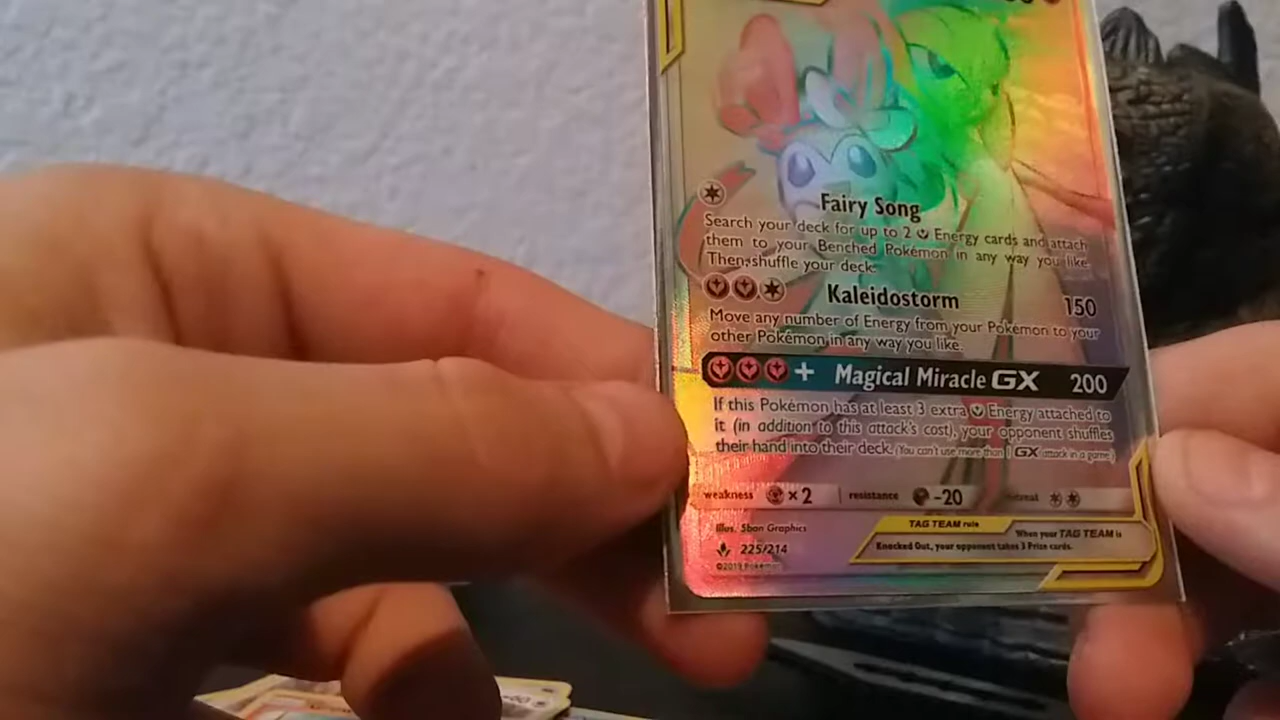 Fairy Song
Search your deck for up to 2 Energy cards and attach
them to your Benched Pokémon in any way you like.
Then, shuffle your deck.
Kaleidostorm 150
Move any number of Energy from your Pokémon to your
other Pokémon in any way you like.
+ Magical Miracle GX 200
If this Pokémon has at least 3 extra Energy attached to
it (in addition to this attack's cost), your opponent shuffles
their hand into their deck. (You can't use more than 1 GX attack in a game.)
weakness ×2 resistance -20 retreat
Illus. 5ban Graphics
TAG TEAM rule When your TAG TEAM is
Knocked Out, your opponent takes 3 Prize cards.
225/214
©2019 Pokémon